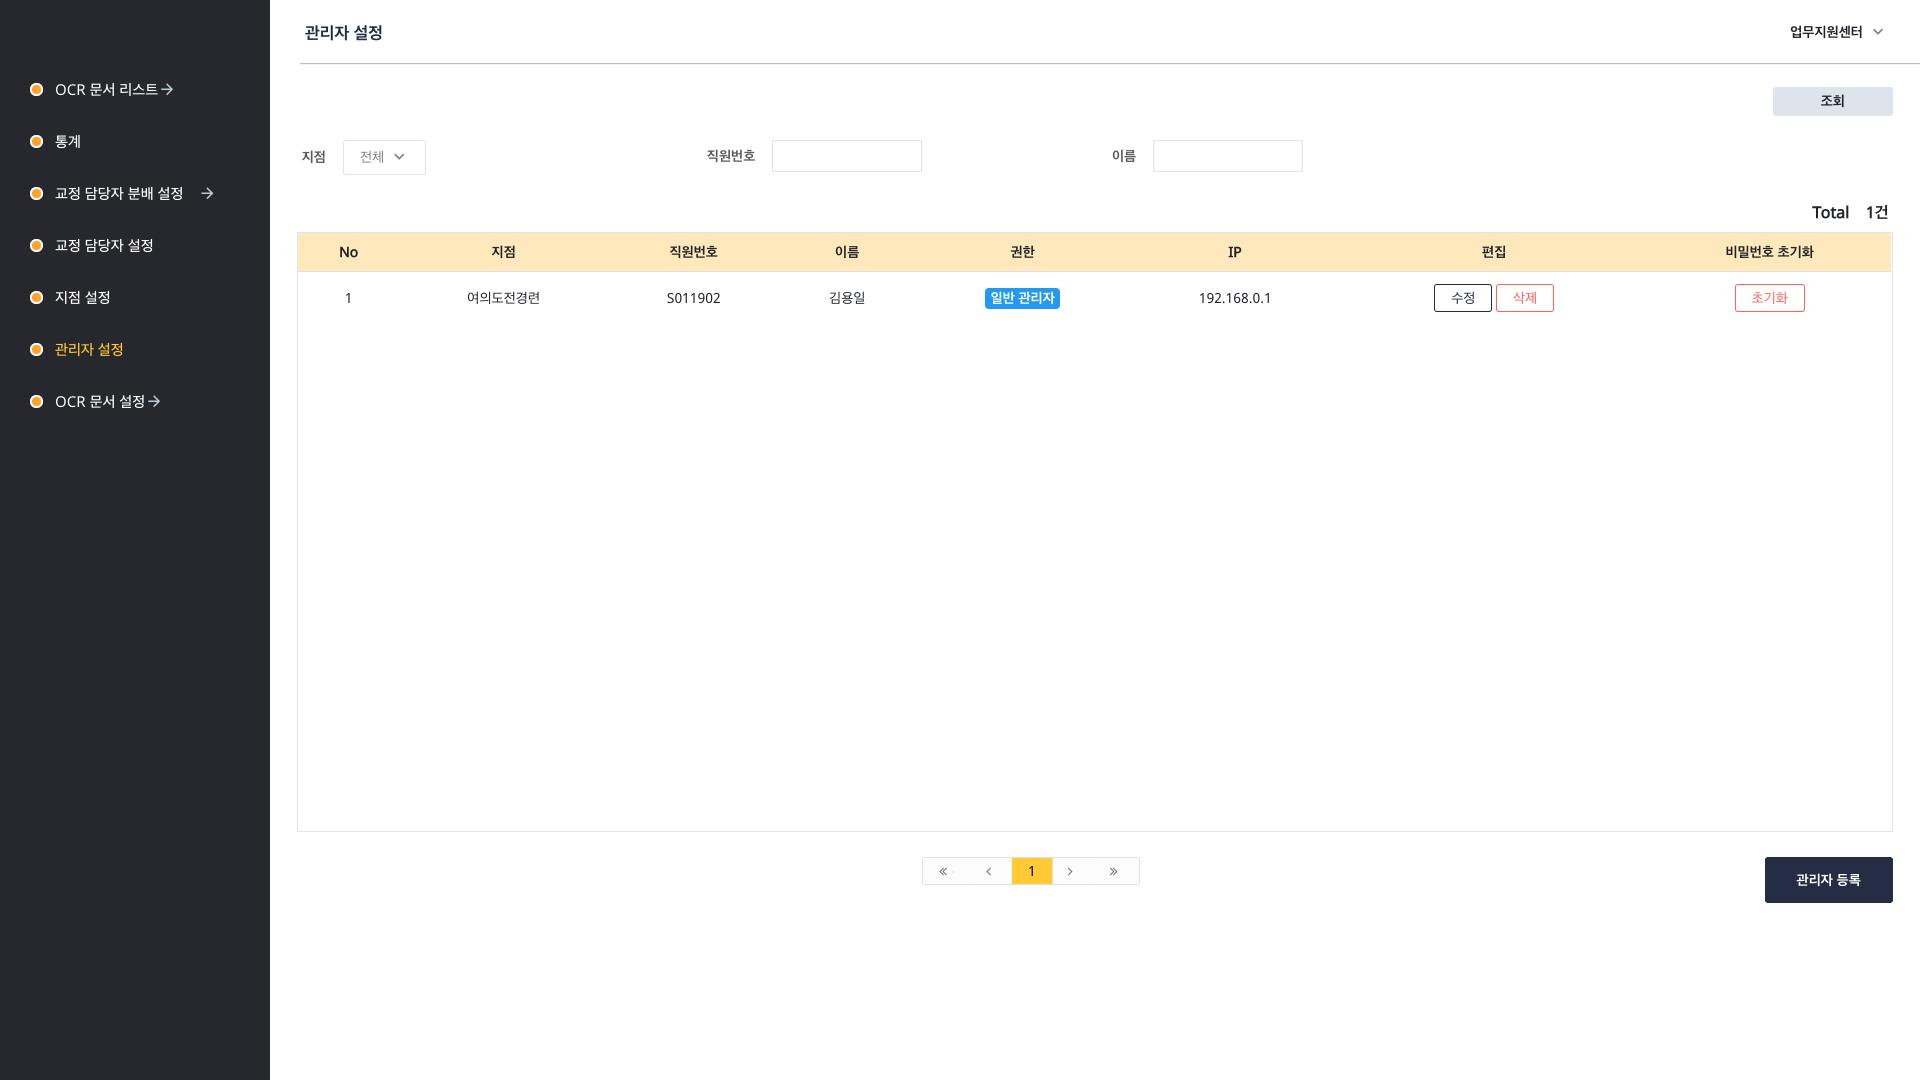 관리자 설정
업무지원센터
OCR 문서 리스트
통계
교정 담당자 분배 설정
교정 담당자 설정
지점 설정
관리자 설정
OCR 문서 설정
조회
지점 전체 직원번호 이름
Total 1건
No 지점 직원번호 이름 권한 IP 편집 비밀번호 초기화
1 여의도전경련 S011902 김용일 일반 관리자 192.168.0.1 수정 삭제 초기화
« ‹ 1 › »
관리자 등록